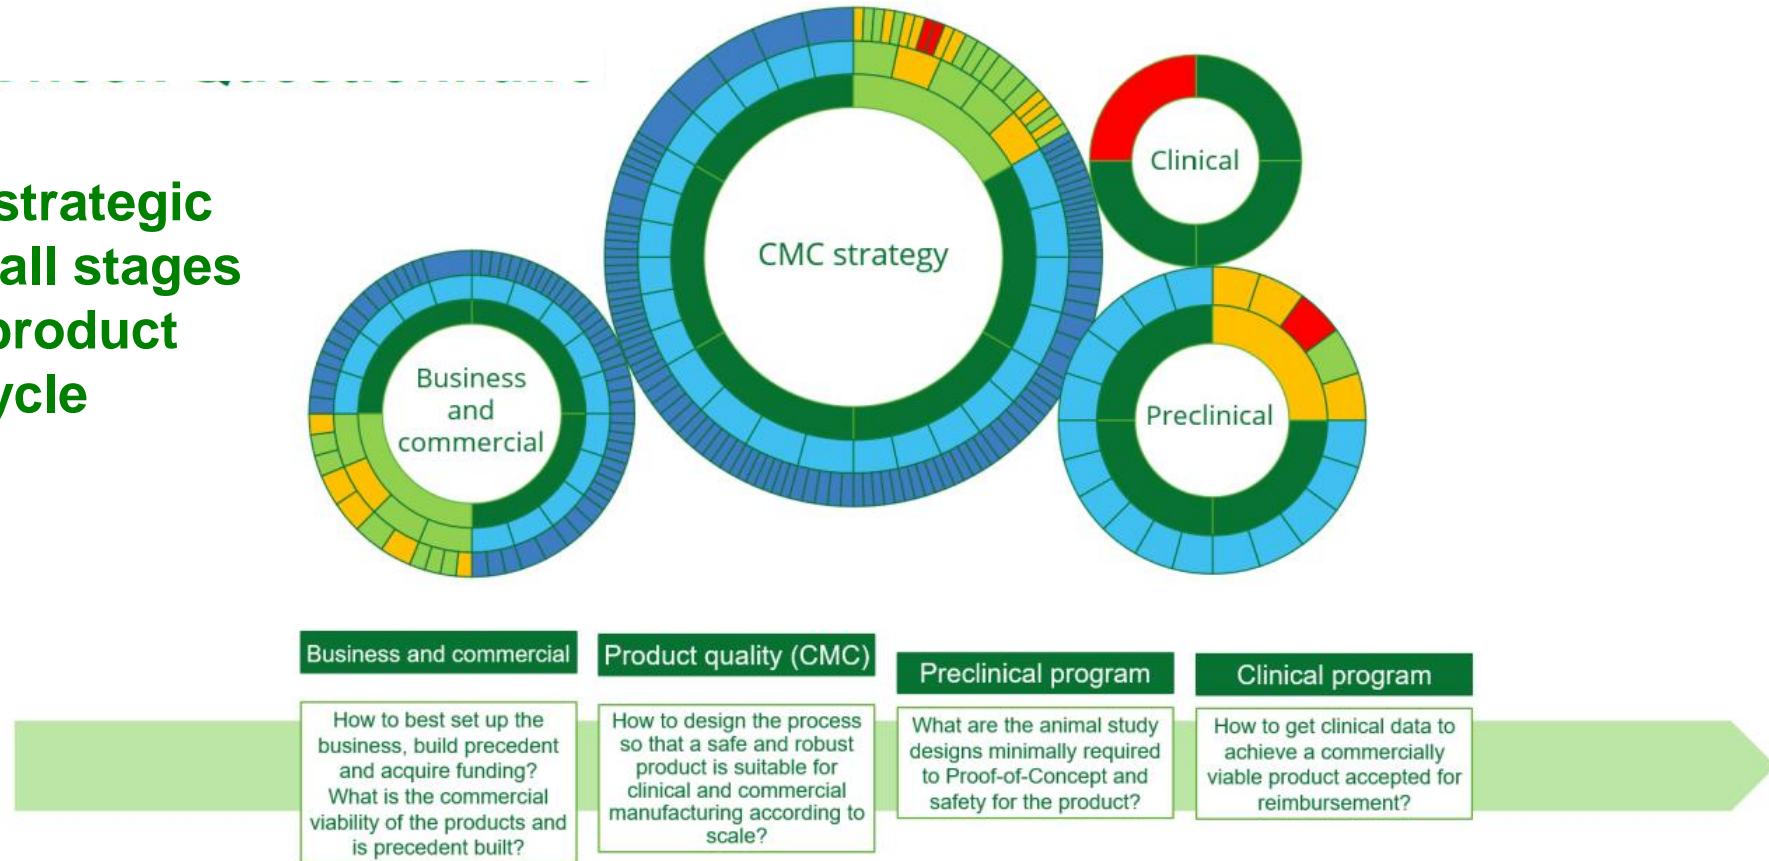 strategic
all stages
product
ycle
CMC strategy
Clinical
Business
and
commercial
Preclinical
Business and commercial
How to best set up the
business, build precedent
and acquire funding?
What is the commercial
viability of the products and
is precedent built?
Product quality (CMC)
How to design the process
so that a safe and robust
product is suitable for
clinical and commercial
manufacturing according to
scale?
Preclinical program
What are the animal study
designs minimally required
to Proof-of-Concept and
safety for the product?
Clinical program
How to get clinical data to
achieve a commercially
viable product accepted for
reimbursement?